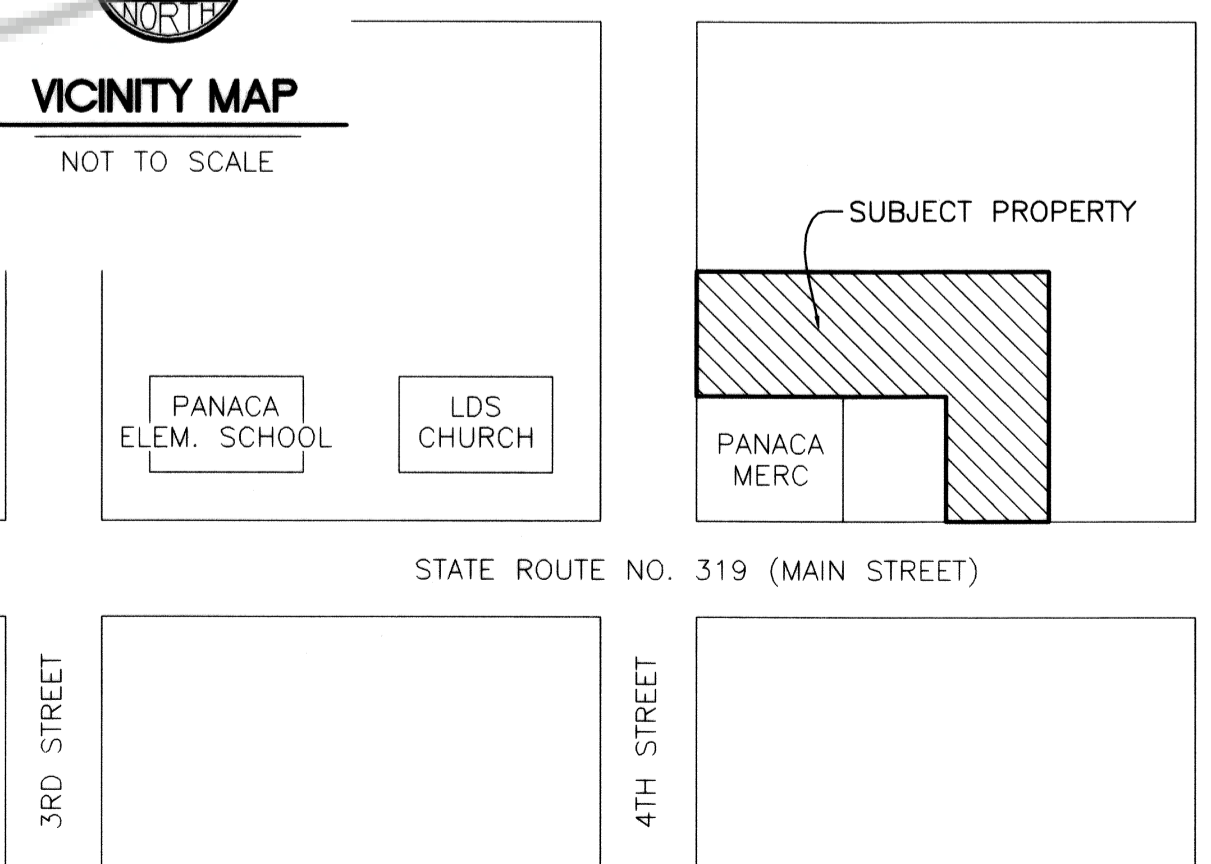 NORTH
VICINITY MAP
NOT TO SCALE
SUBJECT PROPERTY
PANACA
ELEM. SCHOOL
LDS
CHURCH
PANACA
MERC
STATE ROUTE NO. 319 (MAIN STREET)
3RD STREET
4TH STREET